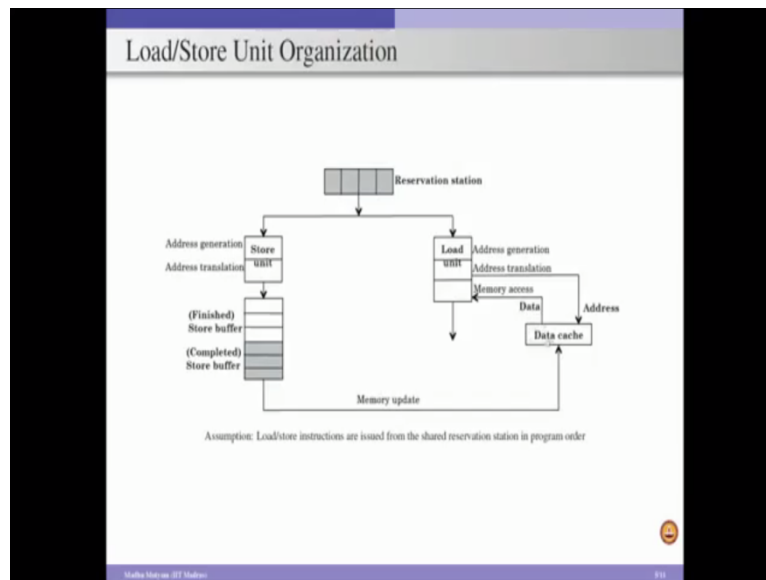 Load/Store Unit Organization
Reservation station
Address generation
Store
Load
Address generation
Address translation
unit
unit
Address translation
Memory access
Data
Address
(Finished)
Store buffer
Data cache
(Completed)
Store buffer
Memory update
Assumption: Load/store instructions are issued from the shared reservation station in program order